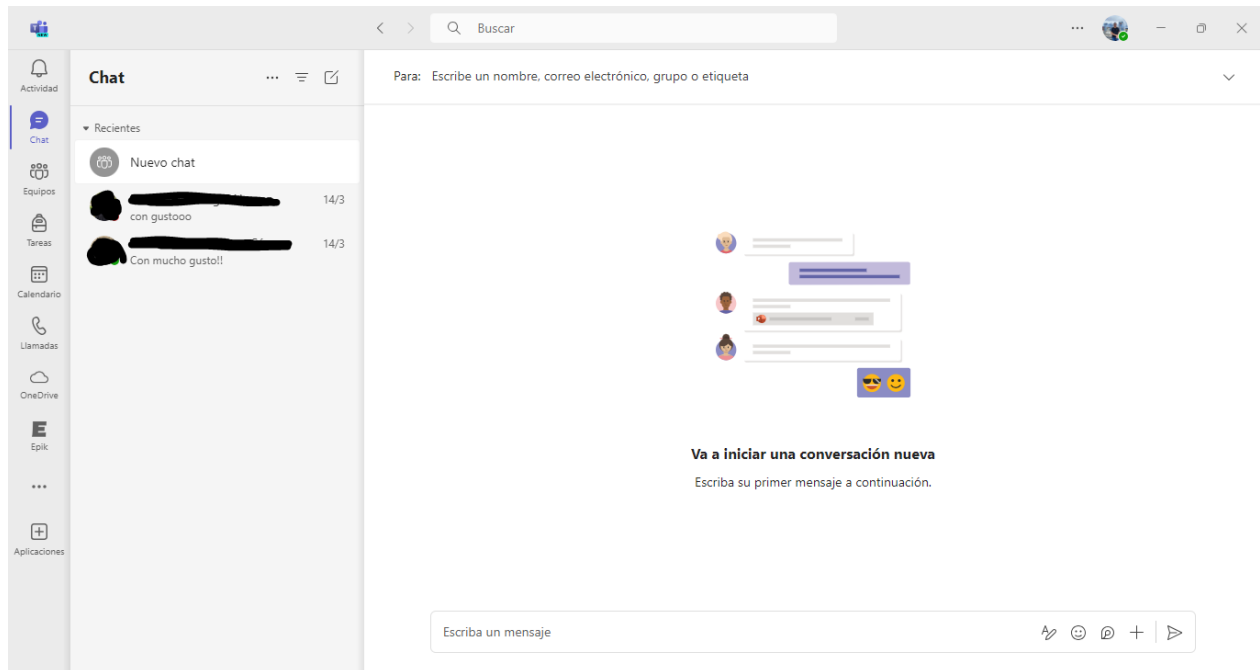 Buscar
Actividad
Chat
Equipos
Tareas
Calendario
Llamadas
OneDrive
Epik
Aplicaciones
Chat
Recientes
Nuevo chat
14/3
con gustooo
14/3
Con mucho gusto!!
Para: Escribe un nombre, correo electrónico, grupo o etiqueta
Va a iniciar una conversación nueva
Escriba su primer mensaje a continuación.
Escriba un mensaje